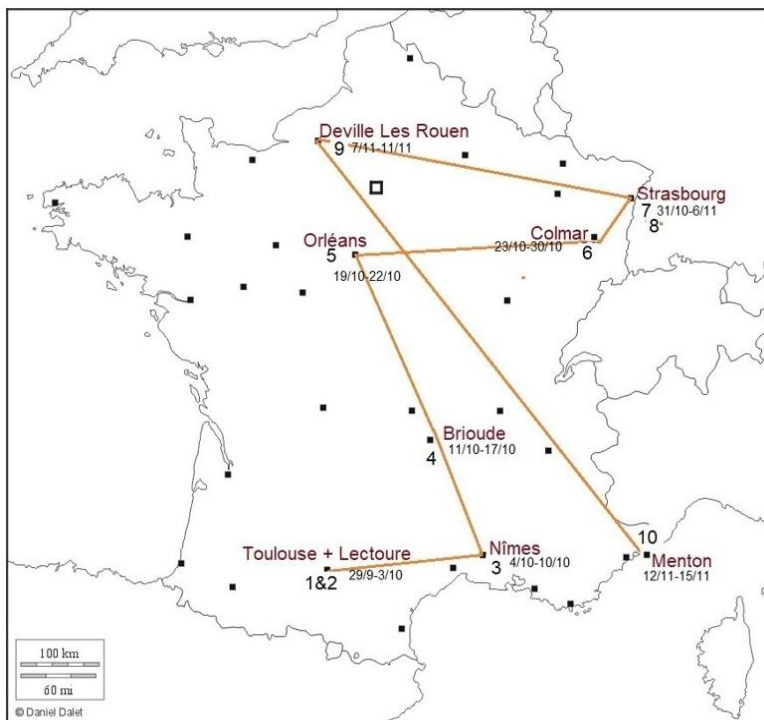 Deville Les Rouen
9 7/11-11/11
Strasbourg
7 31/10-6/11
8
Colmar
23/10-30/10
6
Orléans
5
19/10-22/10
Brioude
11/10-17/10
4
10
Toulouse + Lectoure
29/9-3/10
1&2
Nîmes
4/10-10/10
3
Menton
12/11-15/11
100 km
60 mi
© Daniel Dalet